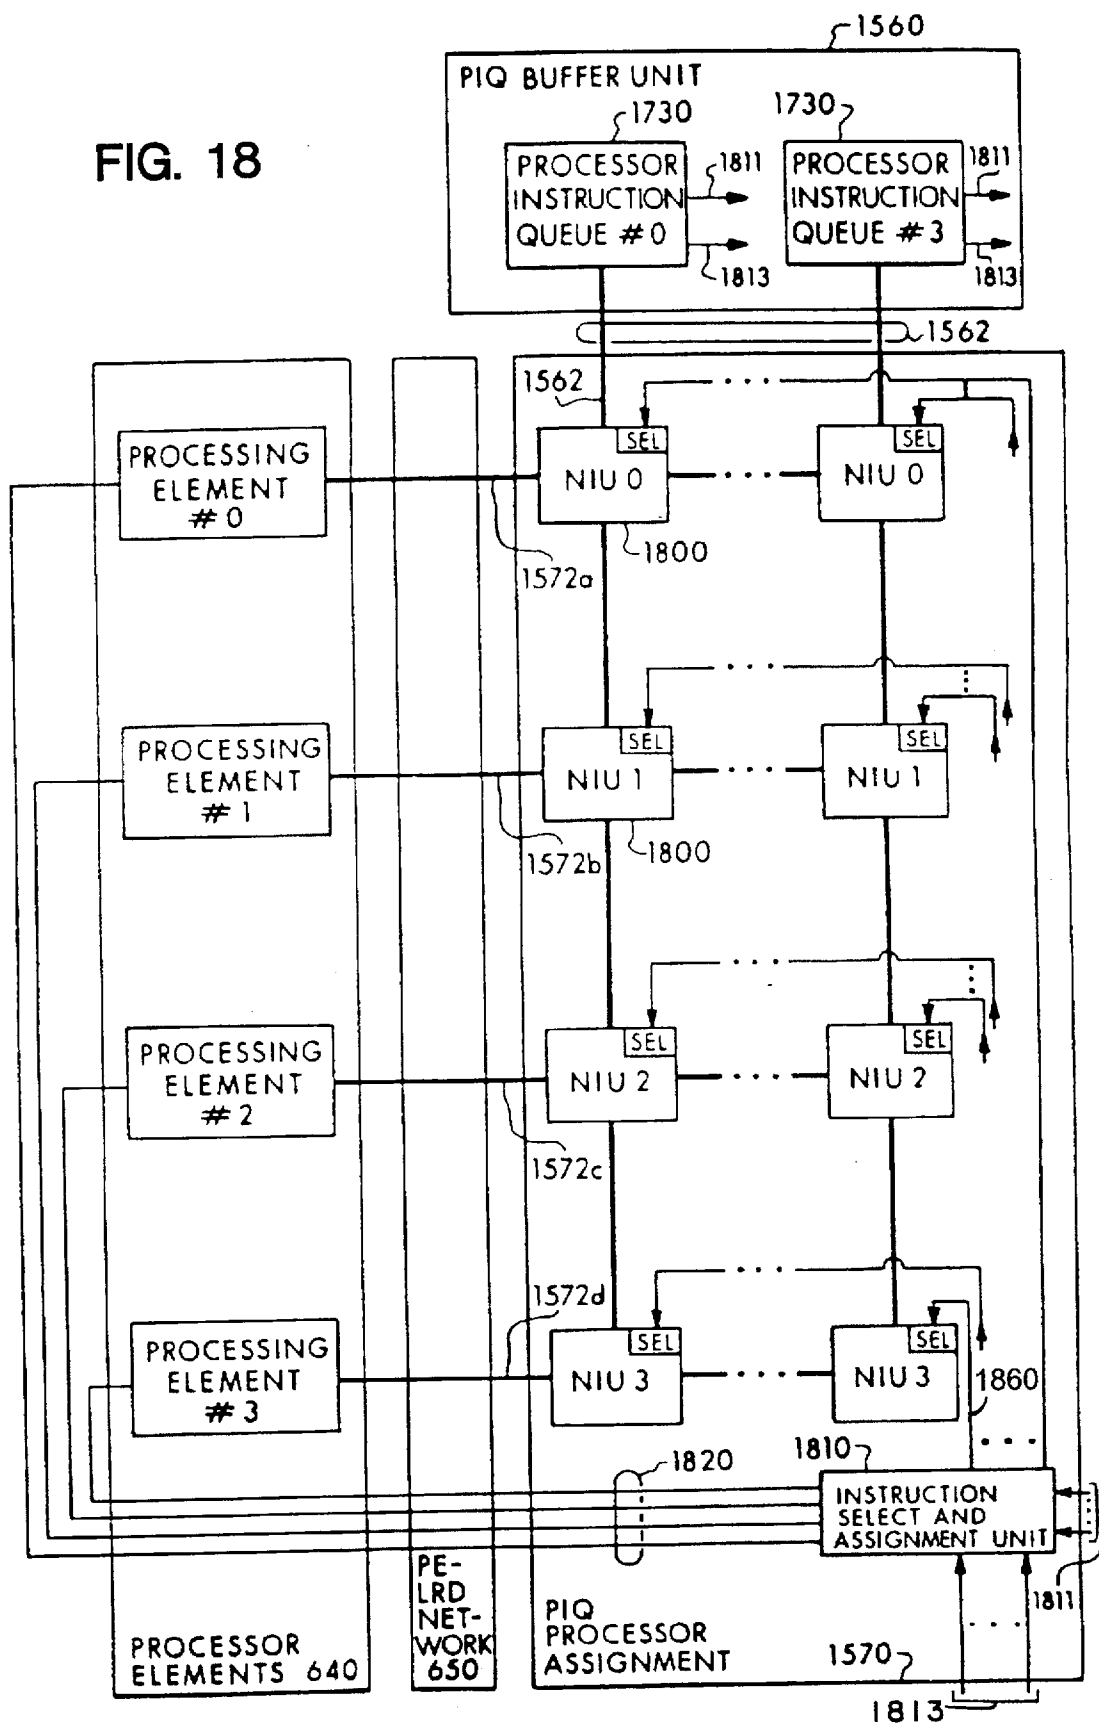 1560
PIQ BUFFER UNIT
1730
1730
FIG. 18
PROCESSOR
INSTRUCTION
QUEUE #0
1811
1813
PROCESSOR
INSTRUCTION
QUEUE #3
1811
1813
1562
1562
SEL
NIU 0
SEL
NIU 0
PROCESSING
ELEMENT
#0
1572a
1800
SEL
NIU 1
SEL
NIU 1
PROCESSING
ELEMENT
#1
1572b
1800
SEL
NIU 2
SEL
NIU 2
PROCESSING
ELEMENT
#2
1572c
1572d
SEL
NIU 3
SEL
NIU 3
PROCESSING
ELEMENT
#3
1860
1810
1820
INSTRUCTION
SELECT AND
ASSIGNMENT UNIT
1811
PE-
LRD
NET-
WORK
650
PROCESSOR
ELEMENTS 640
PIQ
PROCESSOR
ASSIGNMENT
1570
1813